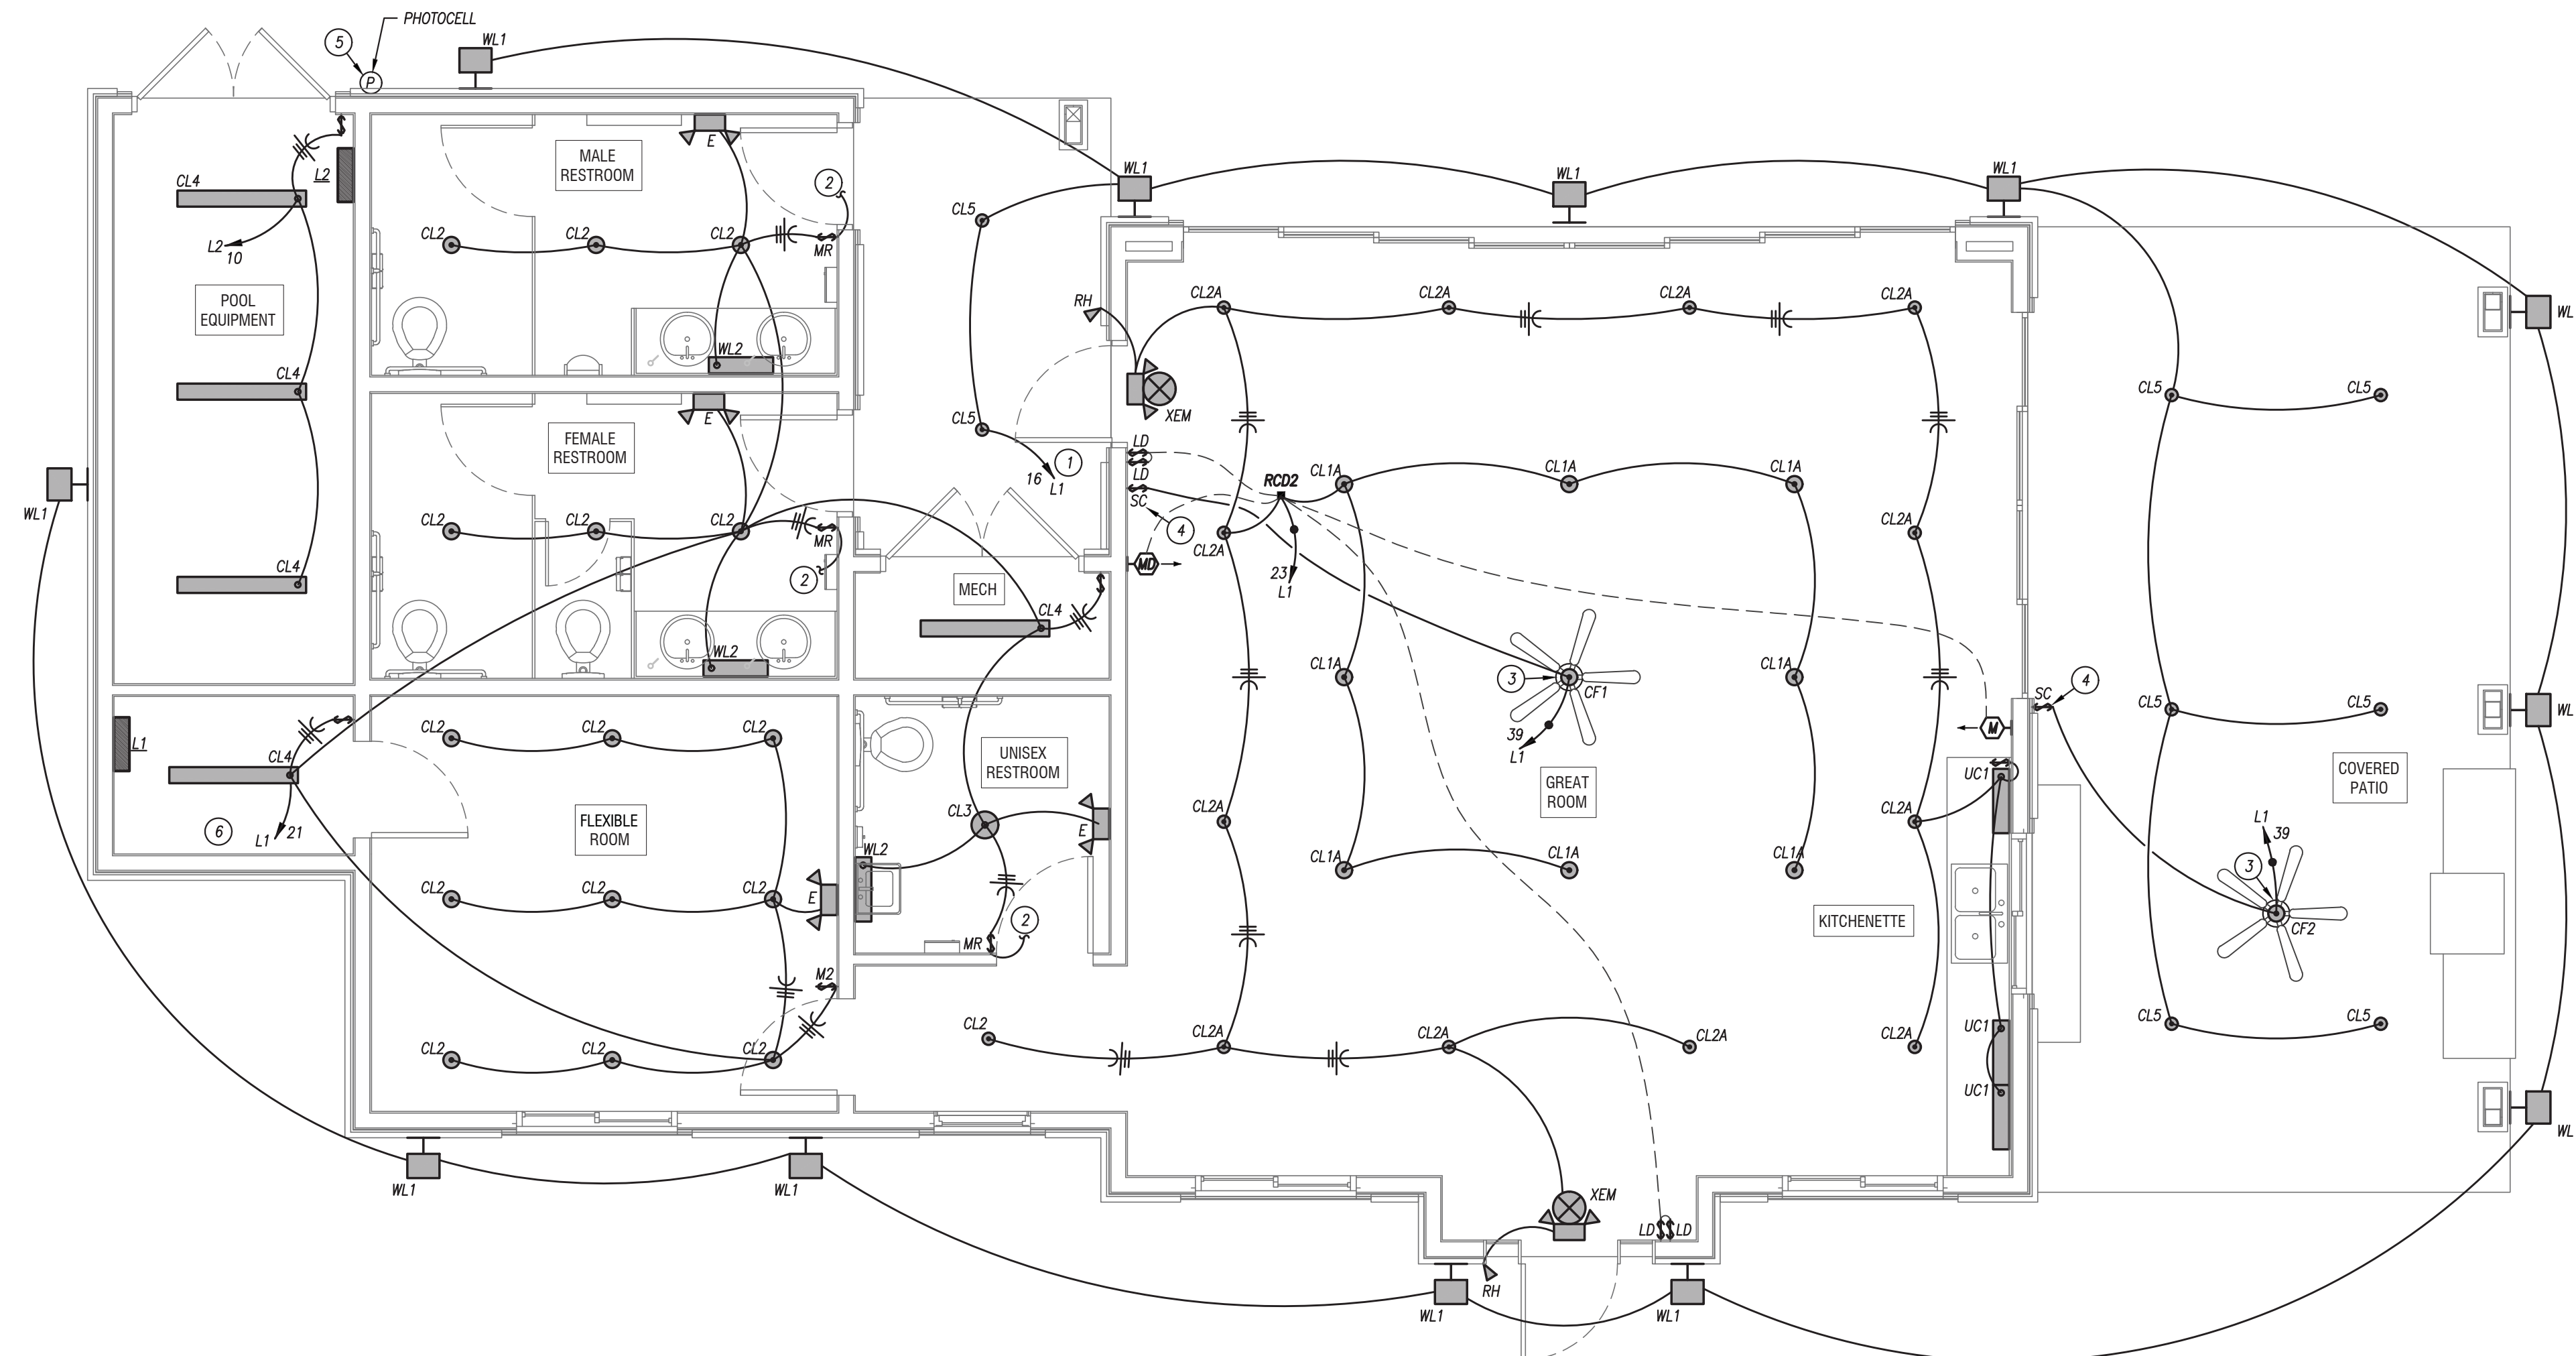 PHOTOCELL
5
P
WL1
WL1
WL1
WL1
L2
CL4
L2
10
POOL
EQUIPMENT
CL4
CL4
MALE
RESTROOM
E
2
CL2
CL2
CL2
MR
WL2
FEMALE
RESTROOM
E
CL2
CL2
CL2
MR
2
WL2
CL5
CL5
16
1
L1
RH
XEM
LD
LD
SC
4
MD
MECH
CL4
CL2A
CL2A
CL2A
CL2A
RCD2
CL1A
CL1A
CL1A
CL2A
CL2A
23
L1
CL1A
CL1A
3
CF1
39
L1
GREAT
ROOM
CL2A
CL2A
CL1A
CL1A
CL1A
KITCHENETTE
M
SC
4
UC1
UC1
UC1
CL5
CL5
CL5
CL5
COVERED
PATIO
L1
39
3
CF2
CL5
CL5
WL
WL
WL
WL1
L1
CL4
6
L1
21
CL2
CL2
CL2
FLEXIBLE
ROOM
CL2
CL2
CL2
E
M2
CL2
CL2
CL2
UNISEX
RESTROOM
CL3
E
WL2
MR
2
CL2
CL2A
CL2A
CL2A
CL2A
XEM
LD
LD
RH
WL1
WL1
WL1
WL1